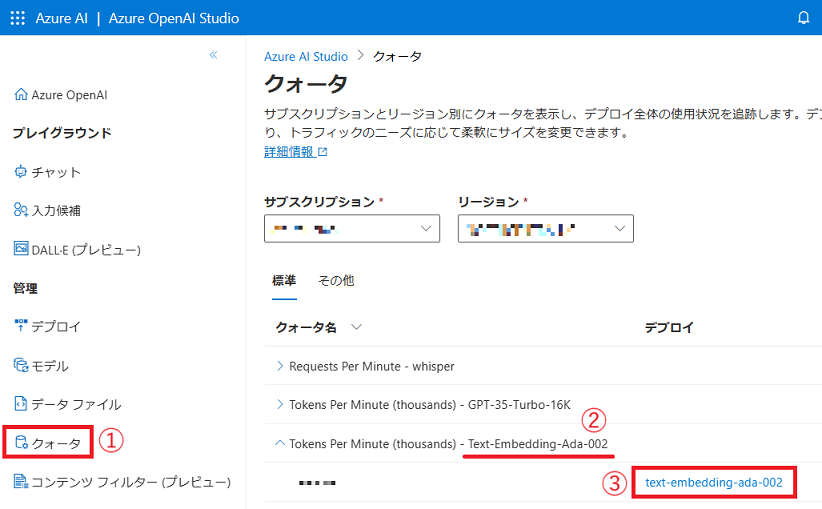 Azure AI | Azure OpenAI Studio
Azure OpenAI
プレイグラウンド
チャット
入力候補
DALL·E (プレビュー)
管理
デプロイ
モデル
データ ファイル
クォータ ①
コンテンツ フィルター (プレビュー)
Azure AI Studio > クォータ
クォータ
サブスクリプションとリージョン別にクォータを表示し、デプロイ全体の使用状況を追跡します。デプ
り、トラフィックのニーズに応じて柔軟にサイズを変更できます。
詳細情報
サブスクリプション * リージョン *
標準 その他
クォータ名 デプロイ
Requests Per Minute - whisper
Tokens Per Minute (thousands) - GPT-35-Turbo-16K
②
Tokens Per Minute (thousands) - Text-Embedding-Ada-002
③ text-embedding-ada-002